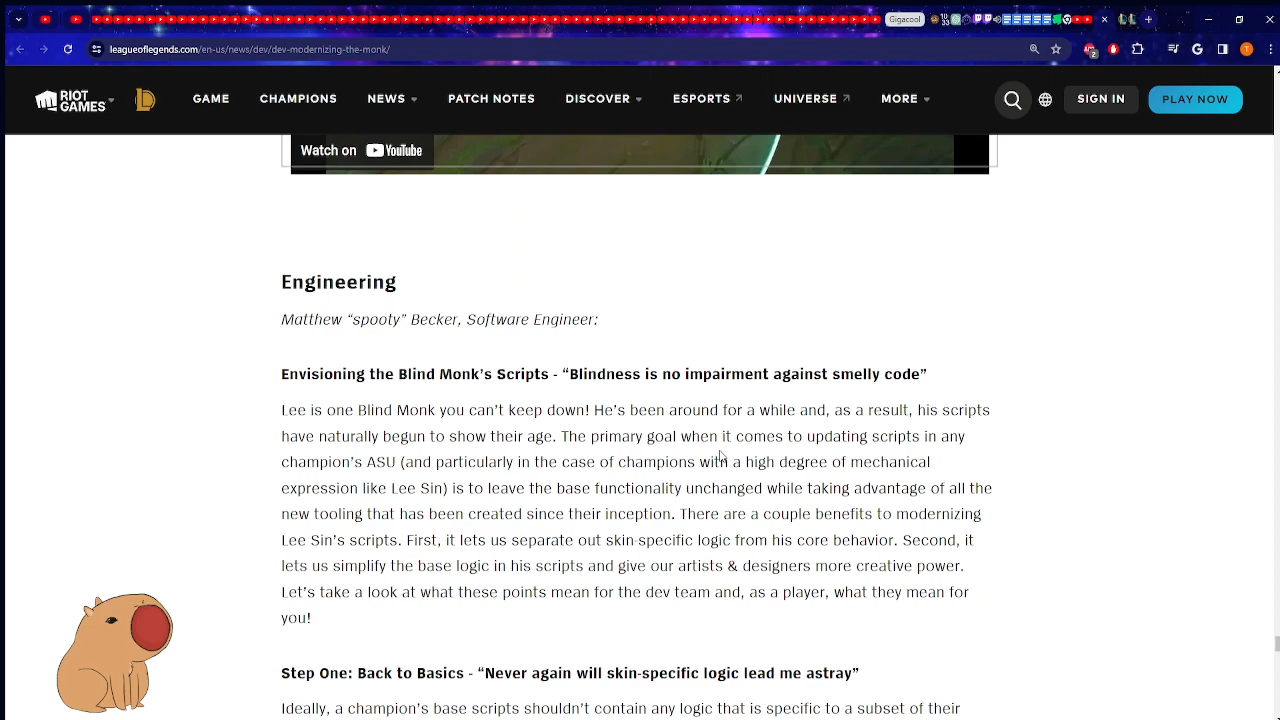 Gigacool
leagueoflegends.com/en-us/news/dev/dev-modernizing-the-monk/
2
T
RIOT GAMES
GAME
CHAMPIONS
NEWS
PATCH NOTES
DISCOVER
ESPORTS
UNIVERSE
MORE
SIGN IN
PLAY NOW
Watch on YouTube
Engineering
Matthew “spooty” Becker, Software Engineer:
Envisioning the Blind Monk’s Scripts - “Blindness is no impairment against smelly code”
Lee is one Blind Monk you can’t keep down! He’s been around for a while and, as a result, his scripts
have naturally begun to show their age. The primary goal when it comes to updating scripts in any
champion’s ASU (and particularly in the case of champions with a high degree of mechanical
expression like Lee Sin) is to leave the base functionality unchanged while taking advantage of all the
new tooling that has been created since their inception. There are a couple benefits to modernizing
Lee Sin’s scripts. First, it lets us separate out skin-specific logic from his core behavior. Second, it
lets us simplify the base logic in his scripts and give our artists & designers more creative power.
Let’s take a look at what these points mean for the dev team and, as a player, what they mean for
you!
Step One: Back to Basics - “Never again will skin-specific logic lead me astray”
Ideally, a champion’s base scripts shouldn’t contain any logic that is specific to a subset of their